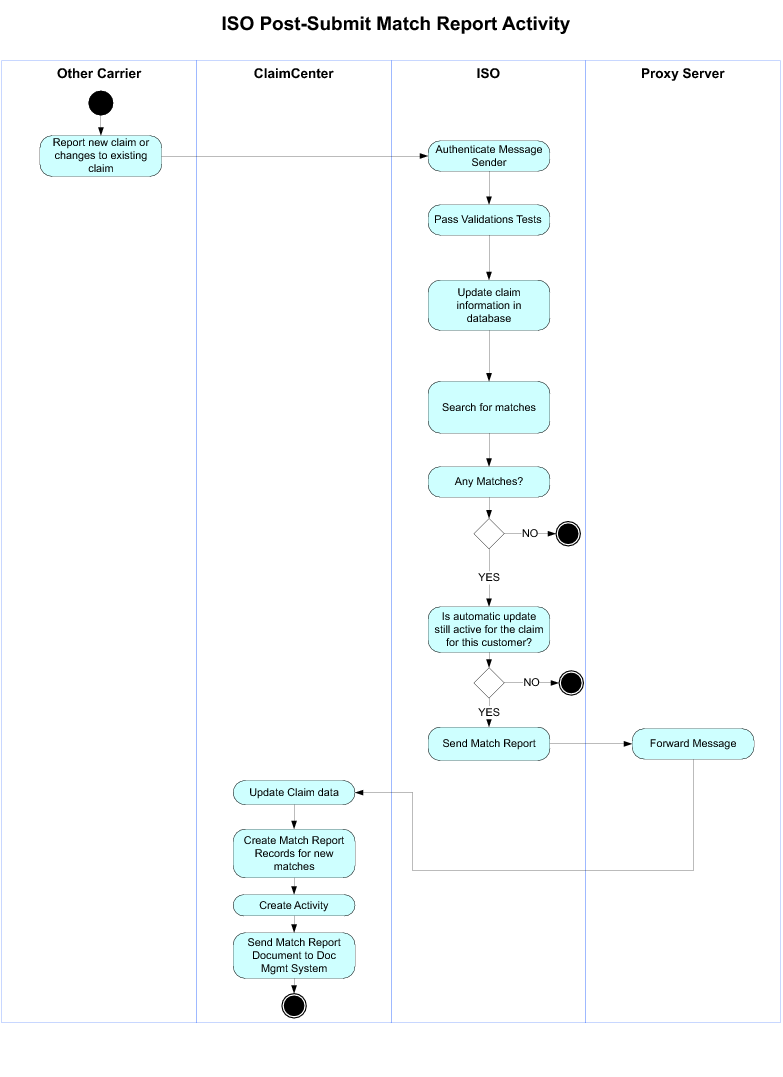 ISO Post-Submit Match Report Activity
Other Carrier
ClaimCenter
ISO
Proxy Server
Report new claim or
changes to existing
claim
Authenticate Message
Sender
Pass Validations Tests
Update claim
information in
database
Search for matches
Any Matches?
NO
YES
Is automatic update
still active for the claim
for this customer?
NO
YES
Send Match Report
Forward Message
Update Claim data
Create Match Report
Records for new
matches
Create Activity
Send Match Report
Document to Doc
Mgmt System